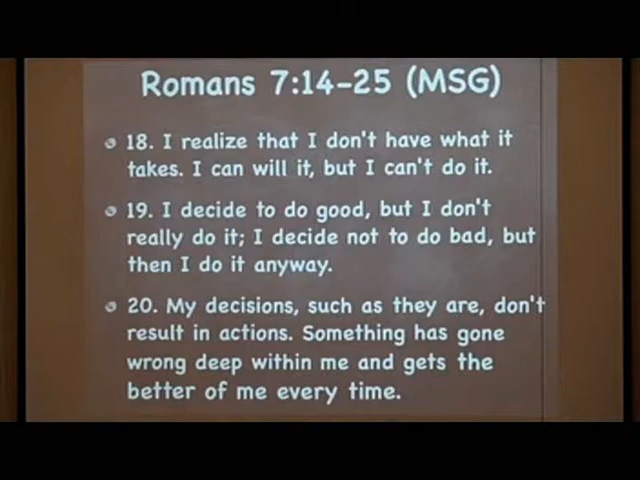 Romans 7:14-25 (MSG)
18. I realize that I don't have what it
takes. I can will it, but I can't do it.
19. I decide to do good, but I don't
really do it; I decide not to do bad, but
then I do it anyway.
20. My decisions, such as they are, don't
result in actions. Something has gone
wrong deep within me and gets the
better of me every time.